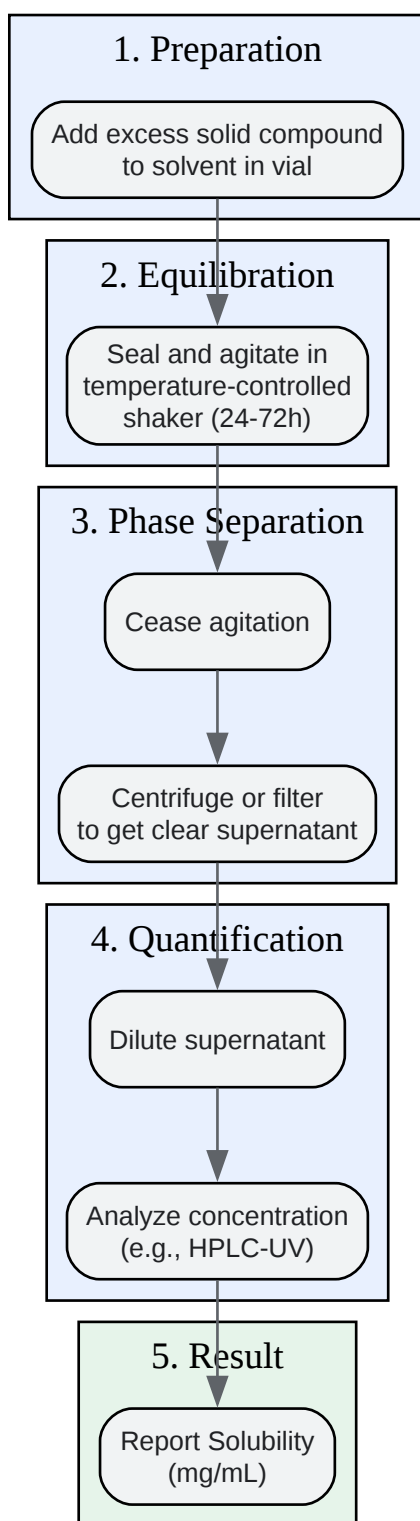 1. Preparation
Add excess solid compound
to solvent in vial
2. Equilibration
Seal and agitate in
temperature-controlled
shaker (24-72h)
3. Phase Separation
Cease agitation
Centrifuge or filter
to get clear supernatant
4. Quantification
Dilute supernatant
Analyze concentration
(e.g., HPLC-UV)
5. Result
Report Solubility
(mg/mL)